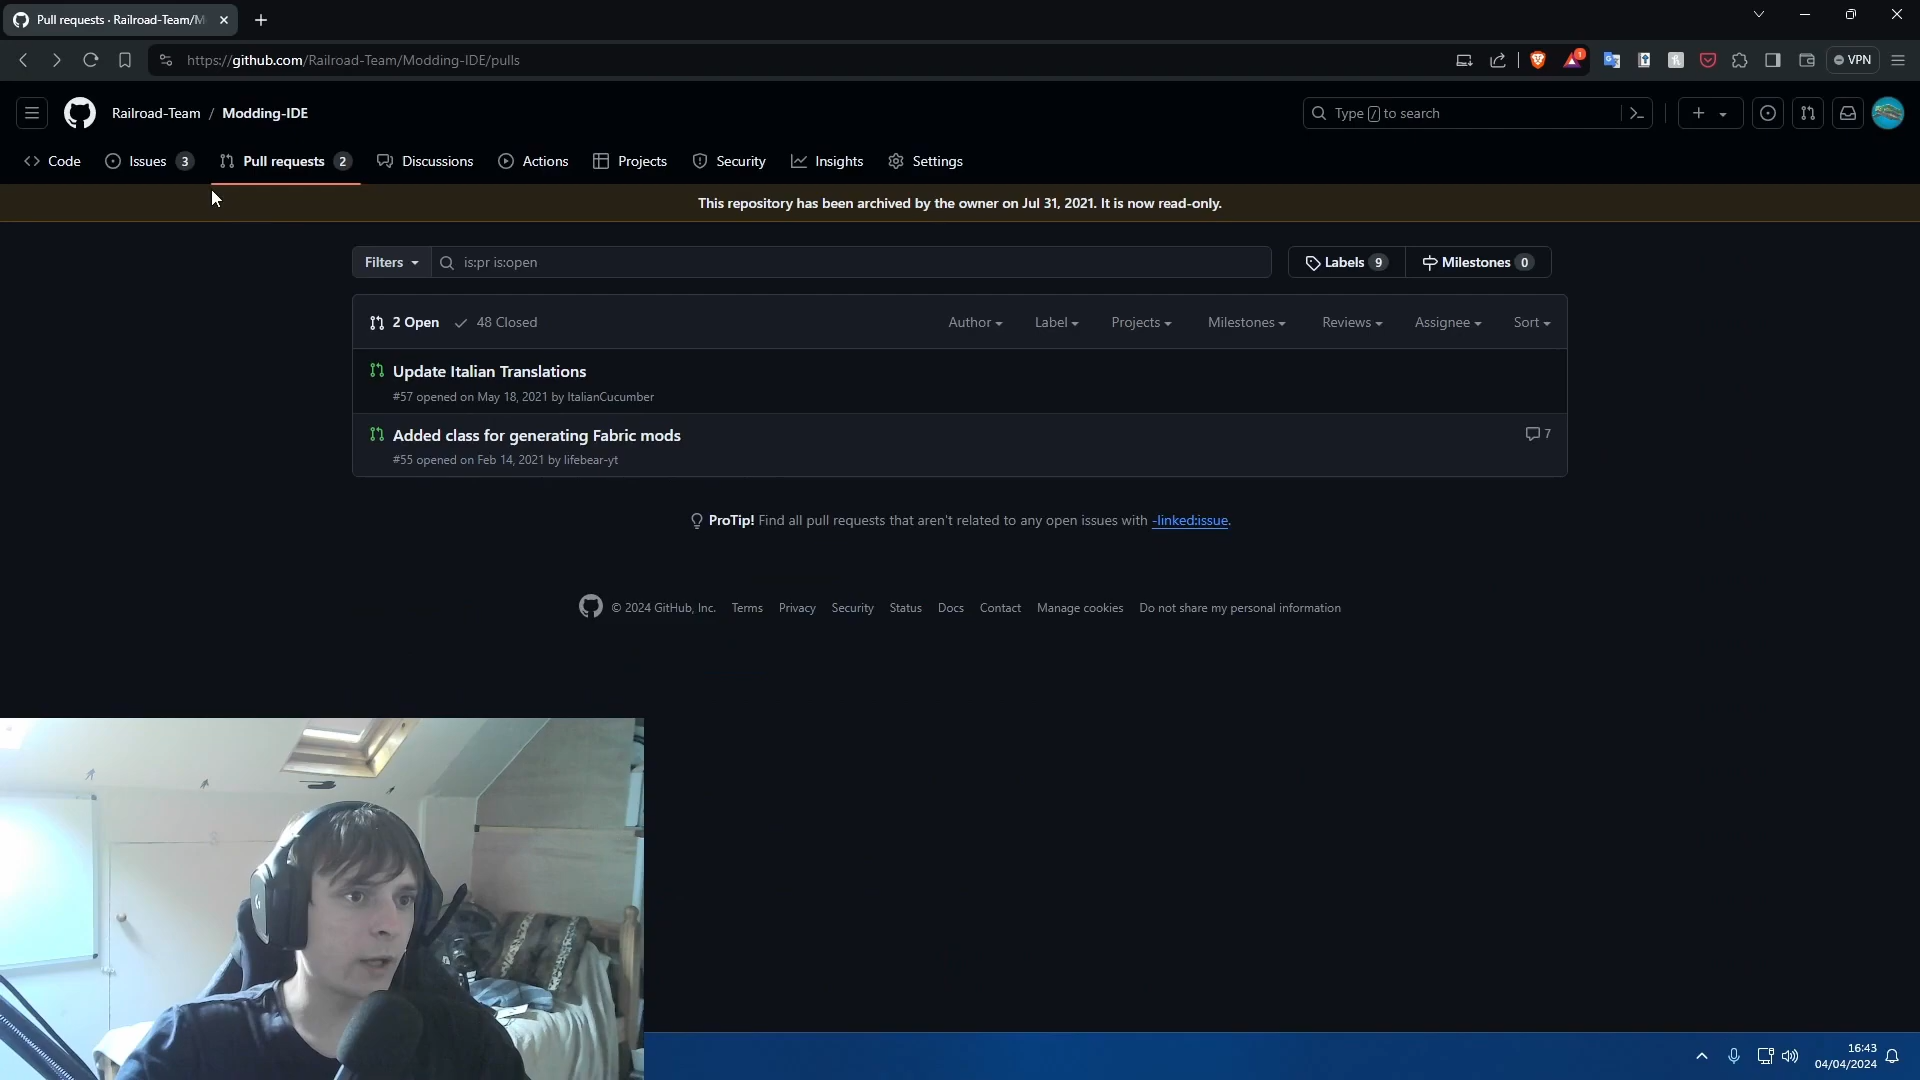 Pull requests · Railroad-Team/M
https://github.com/Railroad-Team/Modding-IDE/pulls
1
VPN
Railroad-Team / Modding-IDE
Type / to search
Code
Issues 3
Pull requests 2
Discussions
Actions
Projects
Security
Insights
Settings
This repository has been archived by the owner on Jul 31, 2021. It is now read-only.
Filters
is:pr is:open
Labels 9
Milestones 0
2 Open
48 Closed
Author
Label
Projects
Milestones
Reviews
Assignee
Sort
Update Italian Translations
#57 opened on May 18, 2021 by ItalianCucumber
Added class for generating Fabric mods
7
#55 opened on Feb 14, 2021 by lifebear-yt
ProTip! Find all pull requests that aren't related to any open issues with -linked:issue.
© 2024 GitHub, Inc.
Terms
Privacy
Security
Status
Docs
Contact
Manage cookies
Do not share my personal information
16:43
04/04/2024